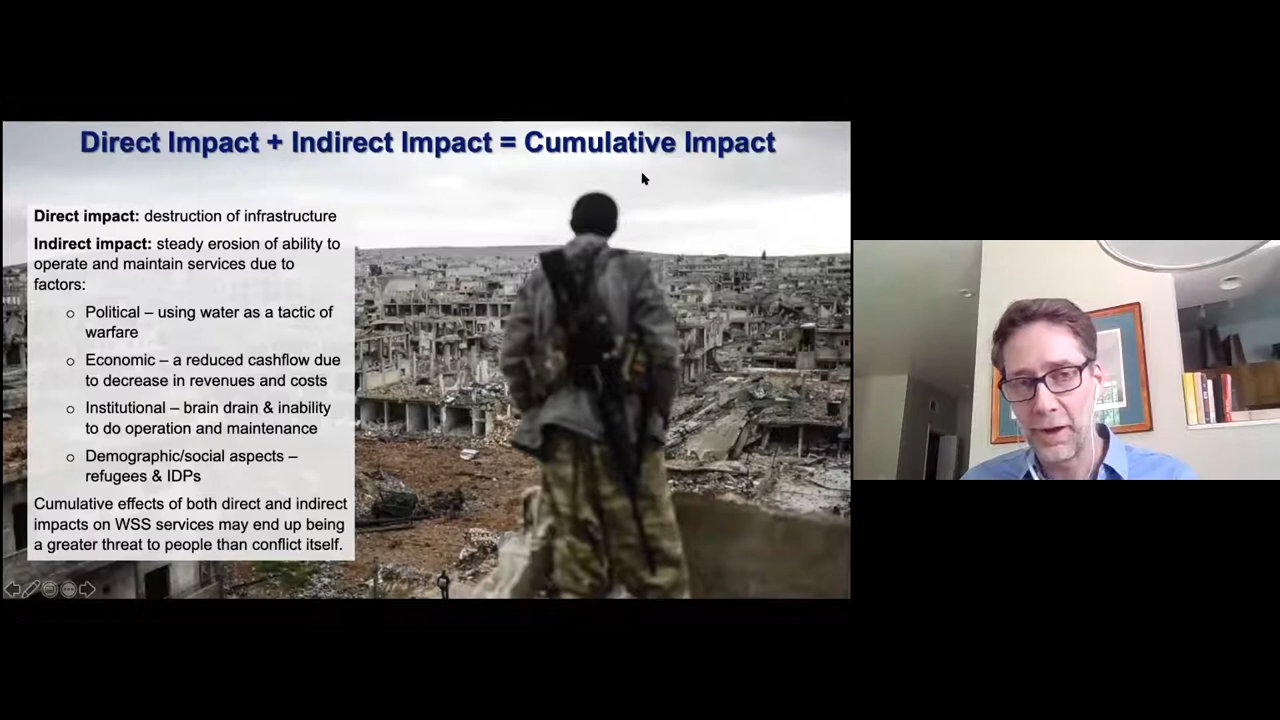 Direct Impact + Indirect Impact = Cumulative Impact
Direct impact: destruction of infrastructure
Indirect impact: steady erosion of ability to
operate and maintain services due to
factors:
o Political – using water as a tactic of
warfare
o Economic – a reduced cashflow due
to decrease in revenues and costs
o Institutional – brain drain & inability
to do operation and maintenance
o Demographic/social aspects –
refugees & IDPs
Cumulative effects of both direct and indirect
impacts on WSS services may end up being
a greater threat to people than conflict itself.